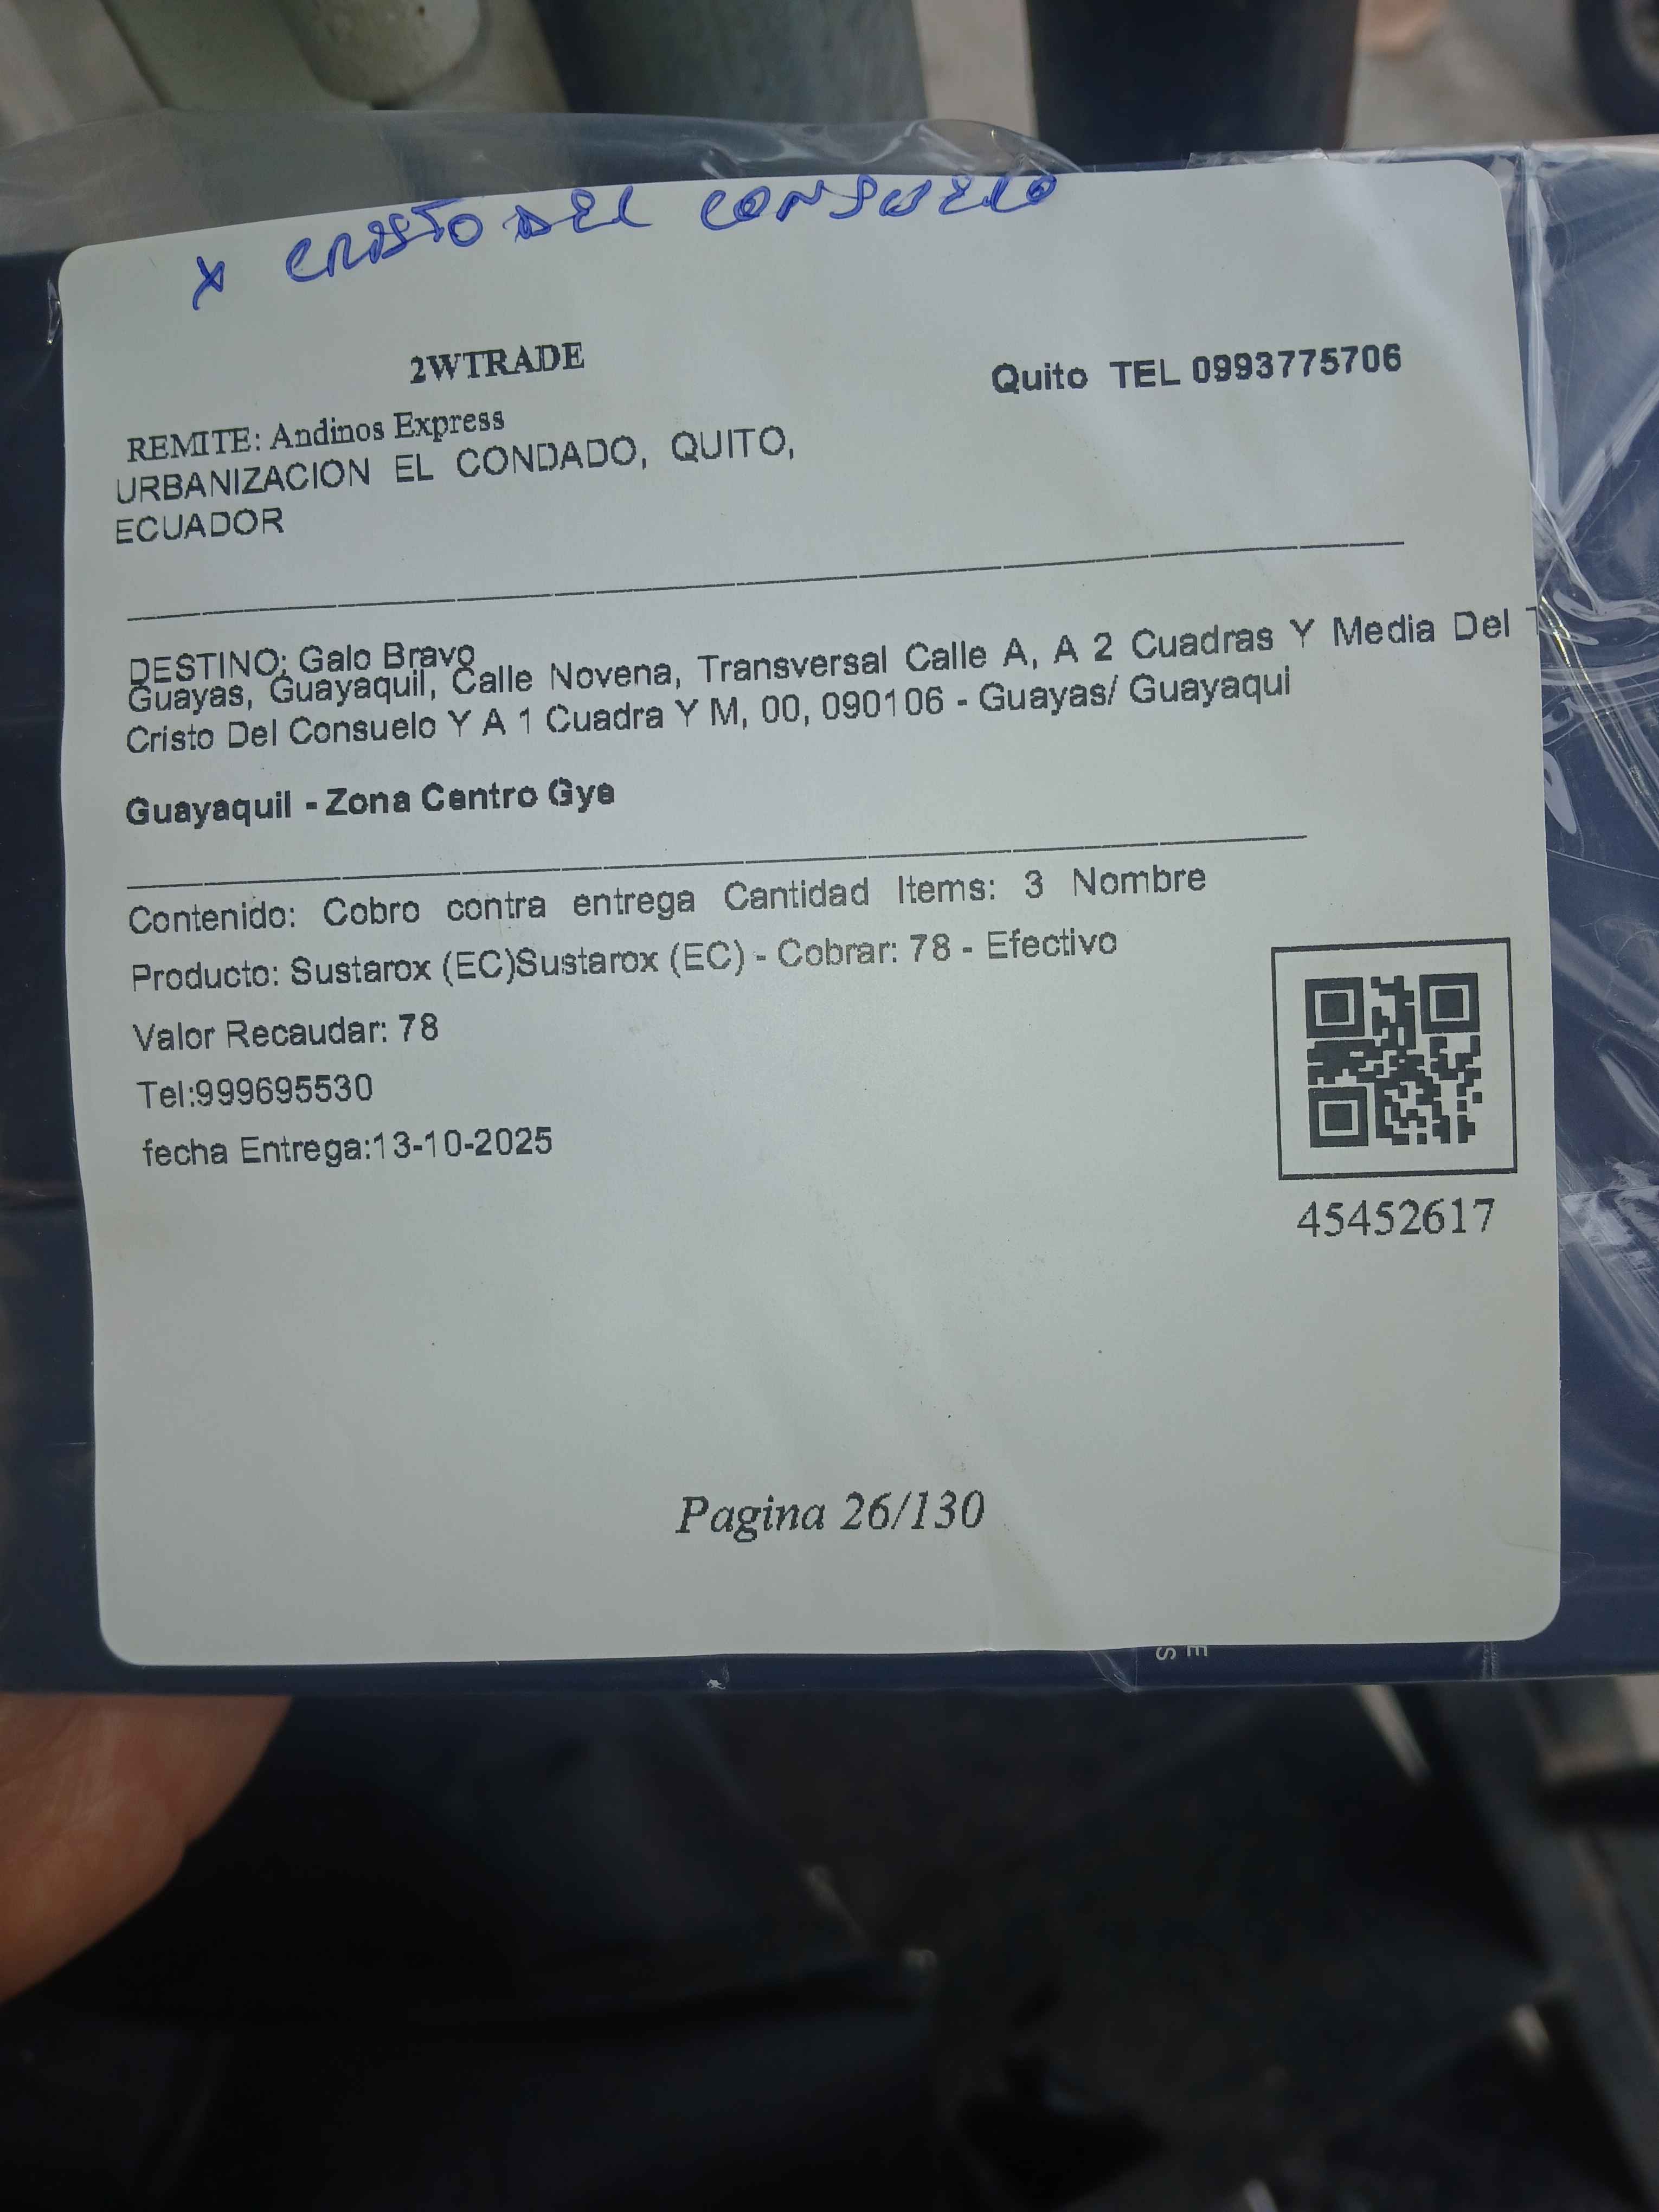 x CRISTO DEL CONSUELO
2WTRADE
Quito TEL 0993775706
REMITE: Andinos Express
URBANIZACION EL CONDADO, QUITO,
ECUADOR
DESTINO: Galo Bravo
Guayas, Guayaquil, Calle Novena, Transversal Calle A, A 2 Cuadras Y Media Del
Cristo Del Consuelo Y A 1 Cuadra Y M, 00, 090106 - Guayas/ Guayaqui
Guayaquil - Zona Centro Gye
Contenido: Cobro contra entrega Cantidad Items: 3 Nombre
Producto: Sustarox (EC)Sustarox (EC) - Cobrar: 78 - Efectivo
Valor Recaudar: 78
Tel:999695530
fecha Entrega:13-10-2025
45452617
Pagina 26/130